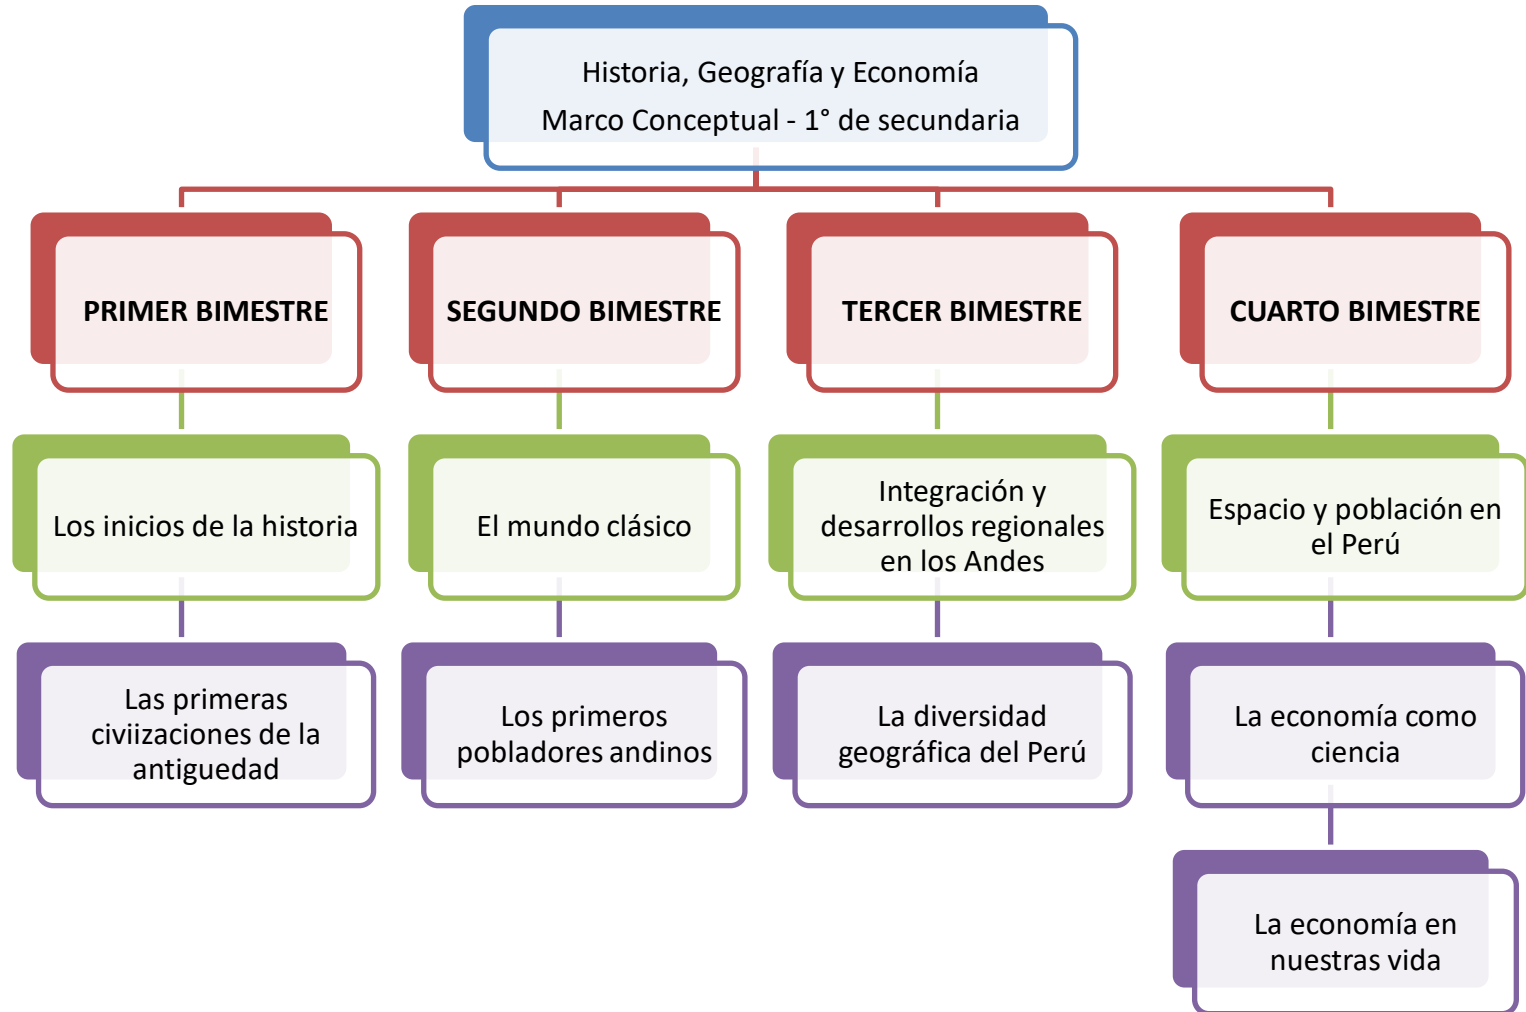 Historia, Geografía y Economía
Marco Conceptual - 1° de secundaria
PRIMER BIMESTRE
SEGUNDO BIMESTRE
TERCER BIMESTRE
CUARTO BIMESTRE
Los inicios de la historia
El mundo clásico
Integración y
desarrollos regionales
en los Andes
Espacio y población en
el Perú
Las primeras
civiizaciones de la
antiguedad
Los primeros
pobladores andinos
La diversidad
geográfica del Perú
La economía como
ciencia
La economía en
nuestras vida